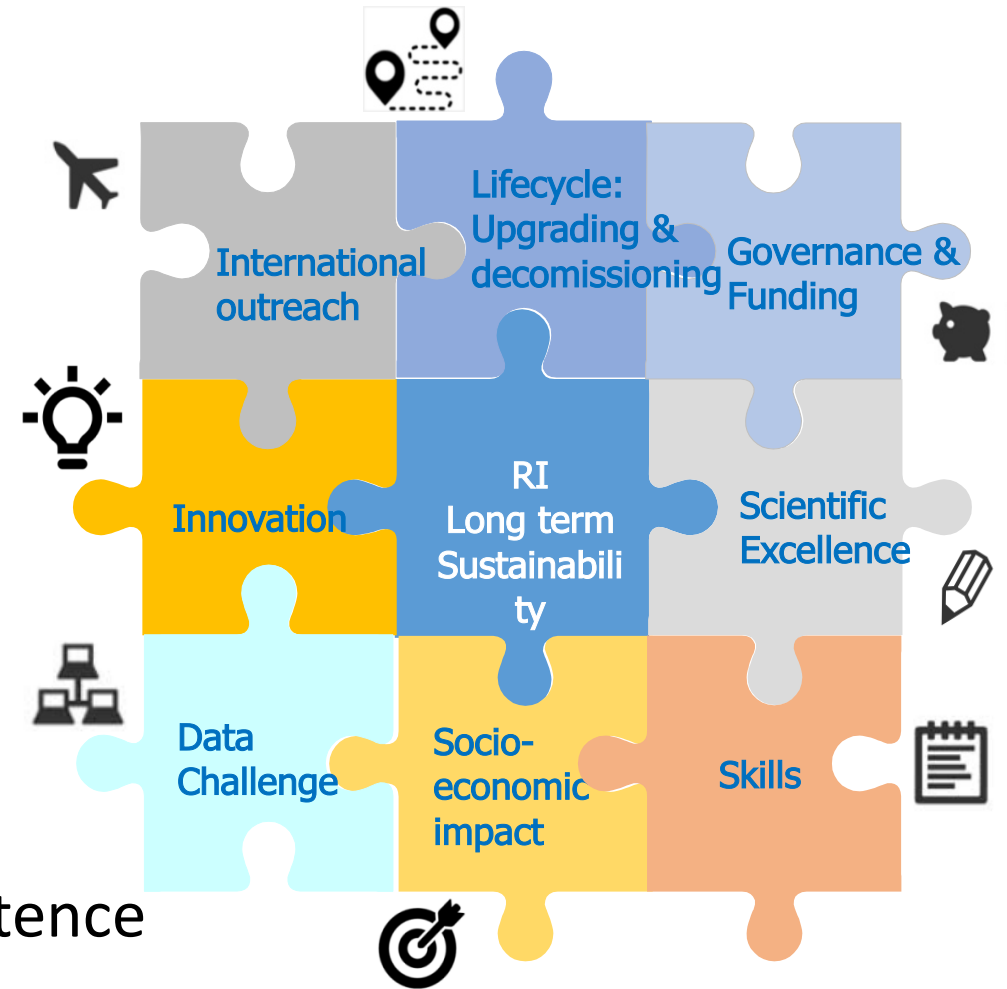 Lifecycle:
Upgrading &
decomissioning
International
outreach
Governance &
Funding
Innovation
RI
Long term
Sustainabili
ty
Scientific
Excellence
Data
Challenge
Socio-
economic
impact
Skills
tence